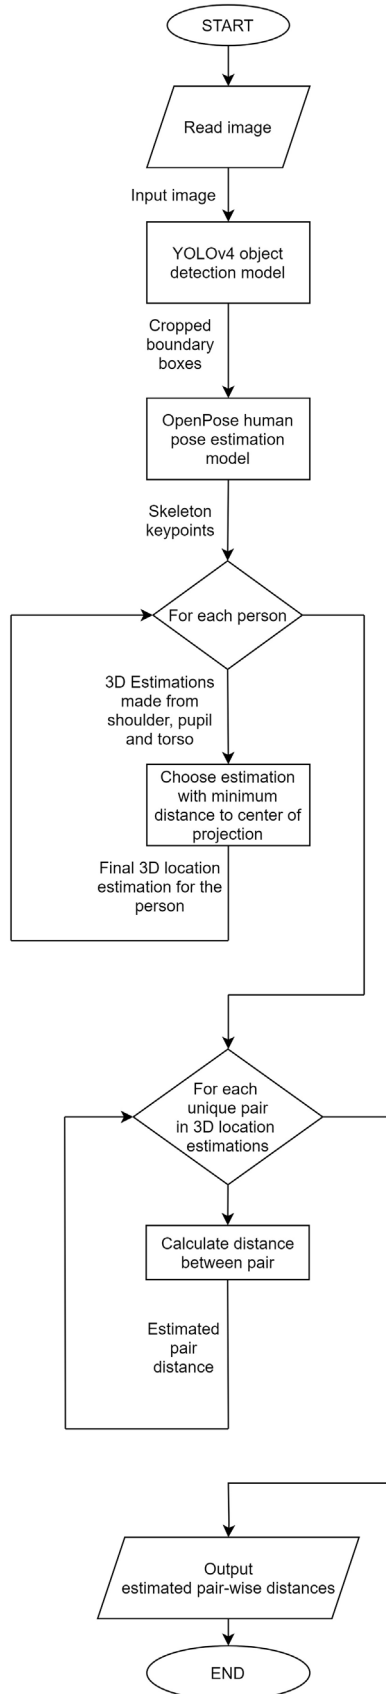 START
Read image
Input image
YOLOv4 object
detection model
Cropped
boundary
boxes
OpenPose human
pose estimation
model
Skeleton
keypoints
For each person
3D Estimations
made from
shoulder, pupil
and torso
Choose estimation
with minimum
distance to center of
projection
Final 3D location
estimation for the
person
For each
unique pair
in 3D location
estimations
Calculate distance
between pair
Estimated
pair
distance
Output
estimated pair-wise distances
END